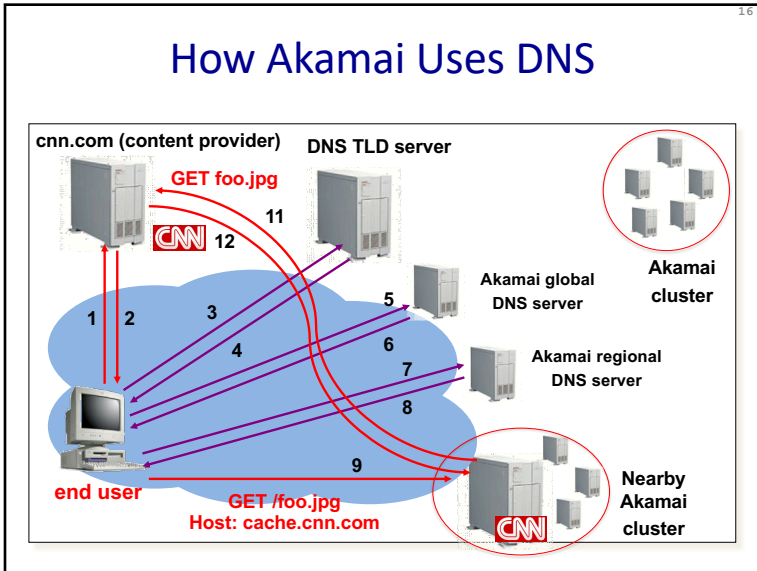 16
How Akamai Uses DNS
cnn.com (content provider)
DNS TLD server
GET foo.jpg
11
12
CNN
Akamai
cluster
1
2
3
4
5
6
Akamai global
DNS server
7
8
Akamai regional
DNS server
9
end user
GET /foo.jpg
Host: cache.cnn.com
CNN
Nearby
Akamai
cluster